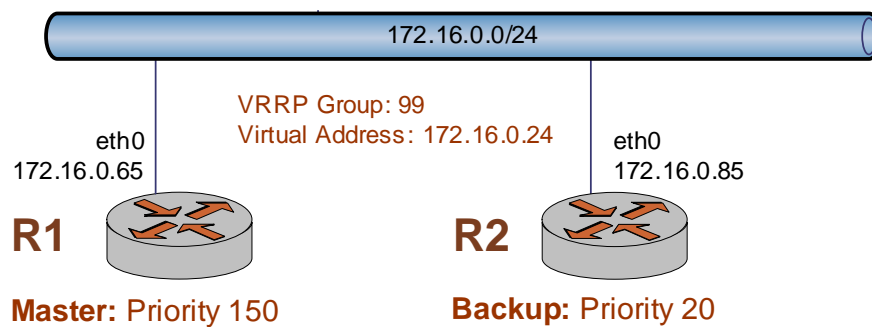 172.16.0.0/24
VRRP Group: 99
Virtual Address: 172.16.0.24
eth0
172.16.0.65
eth0
172.16.0.85
R1
R2
Master: Priority 150
Backup: Priority 20